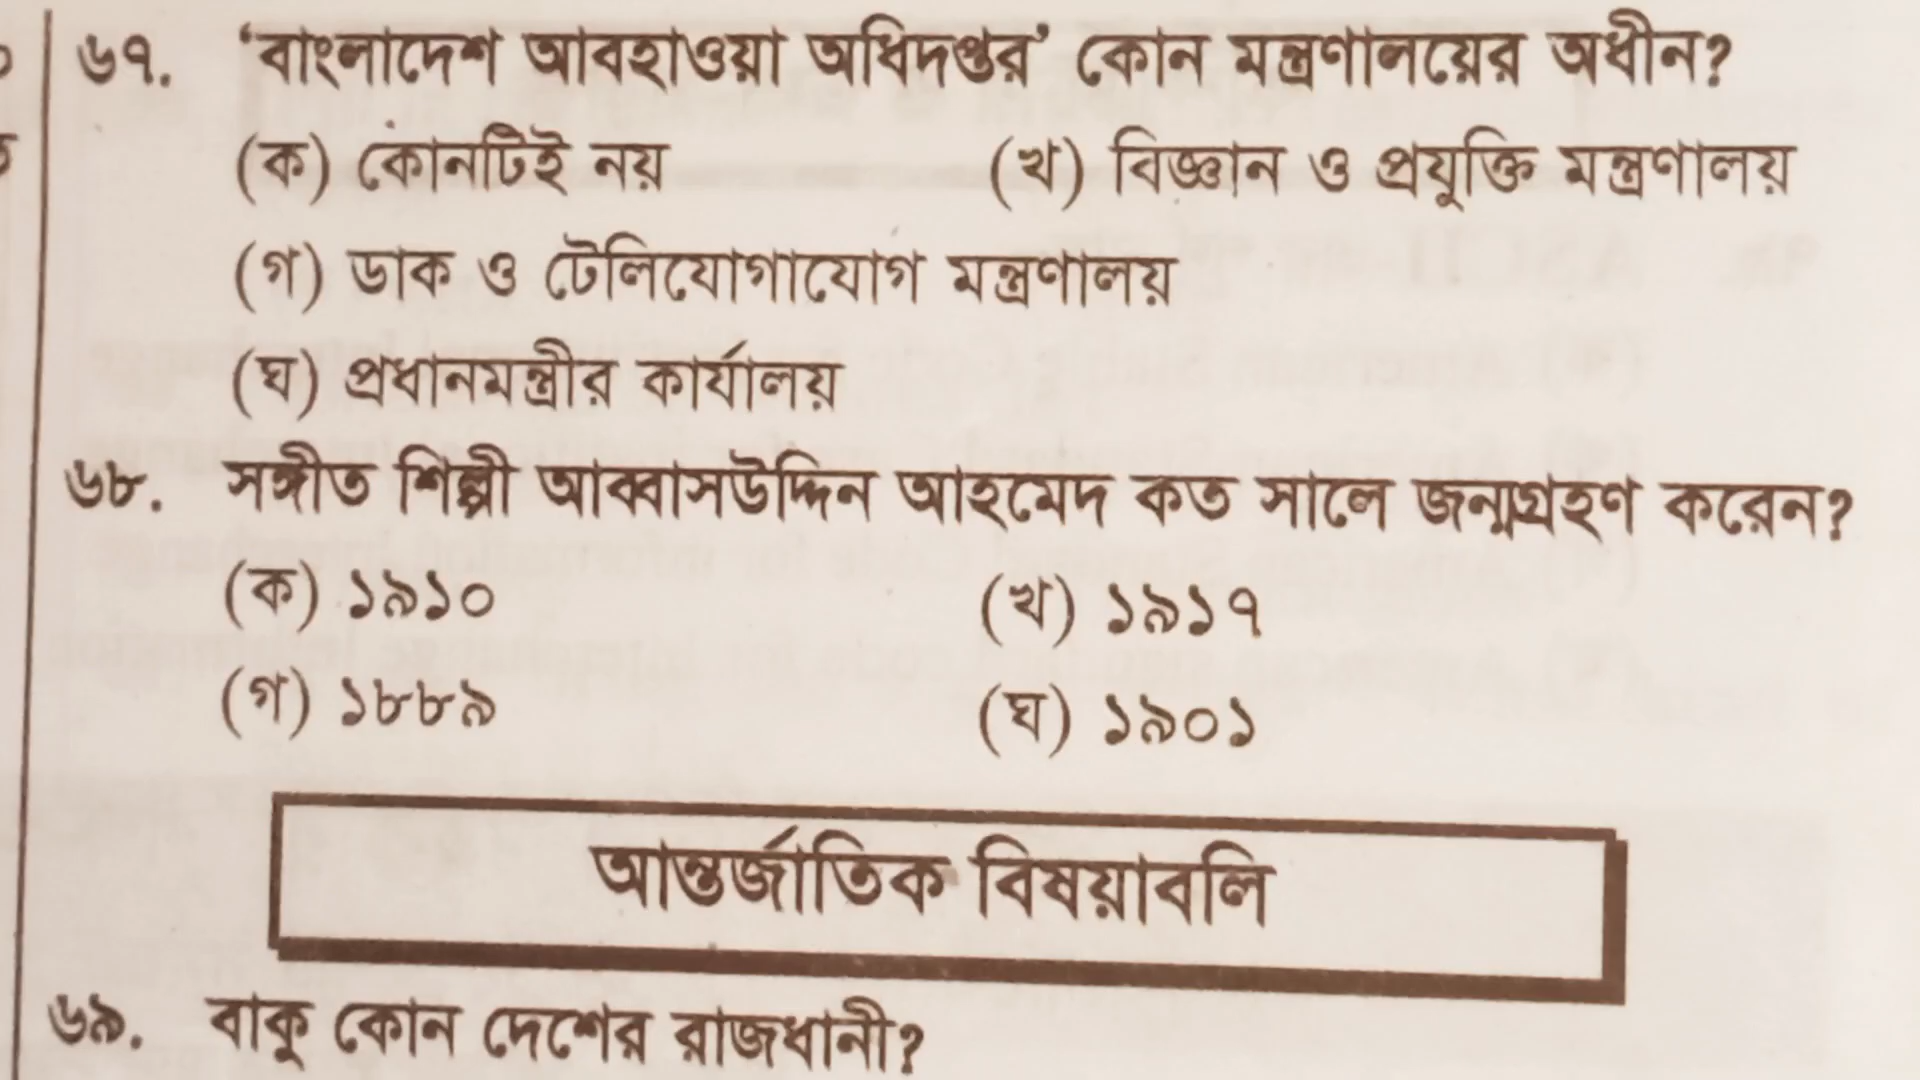 ৬৭. ‘বাংলাদেশ আবহাওয়া অধিদপ্তর’ কোন মন্ত্রণালয়ের অধীন?
(ক) কোনটিই নয় (খ) বিজ্ঞান ও প্রযুক্তি মন্ত্রণালয়
(গ) ডাক ও টেলিযোগাযোগ মন্ত্রণালয়
(ঘ) প্রধানমন্ত্রীর কার্যালয়
৬৮. সঙ্গীত শিল্পী আব্বাসউদ্দিন আহমেদ কত সালে জন্মগ্রহণ করেন?
(ক) ১৯১০ (খ) ১৯১৭
(গ) ১৮৮৯ (ঘ) ১৯০১
আন্তর্জাতিক বিষয়াবলি
৬৯. বাকু কোন দেশের রাজধানী?